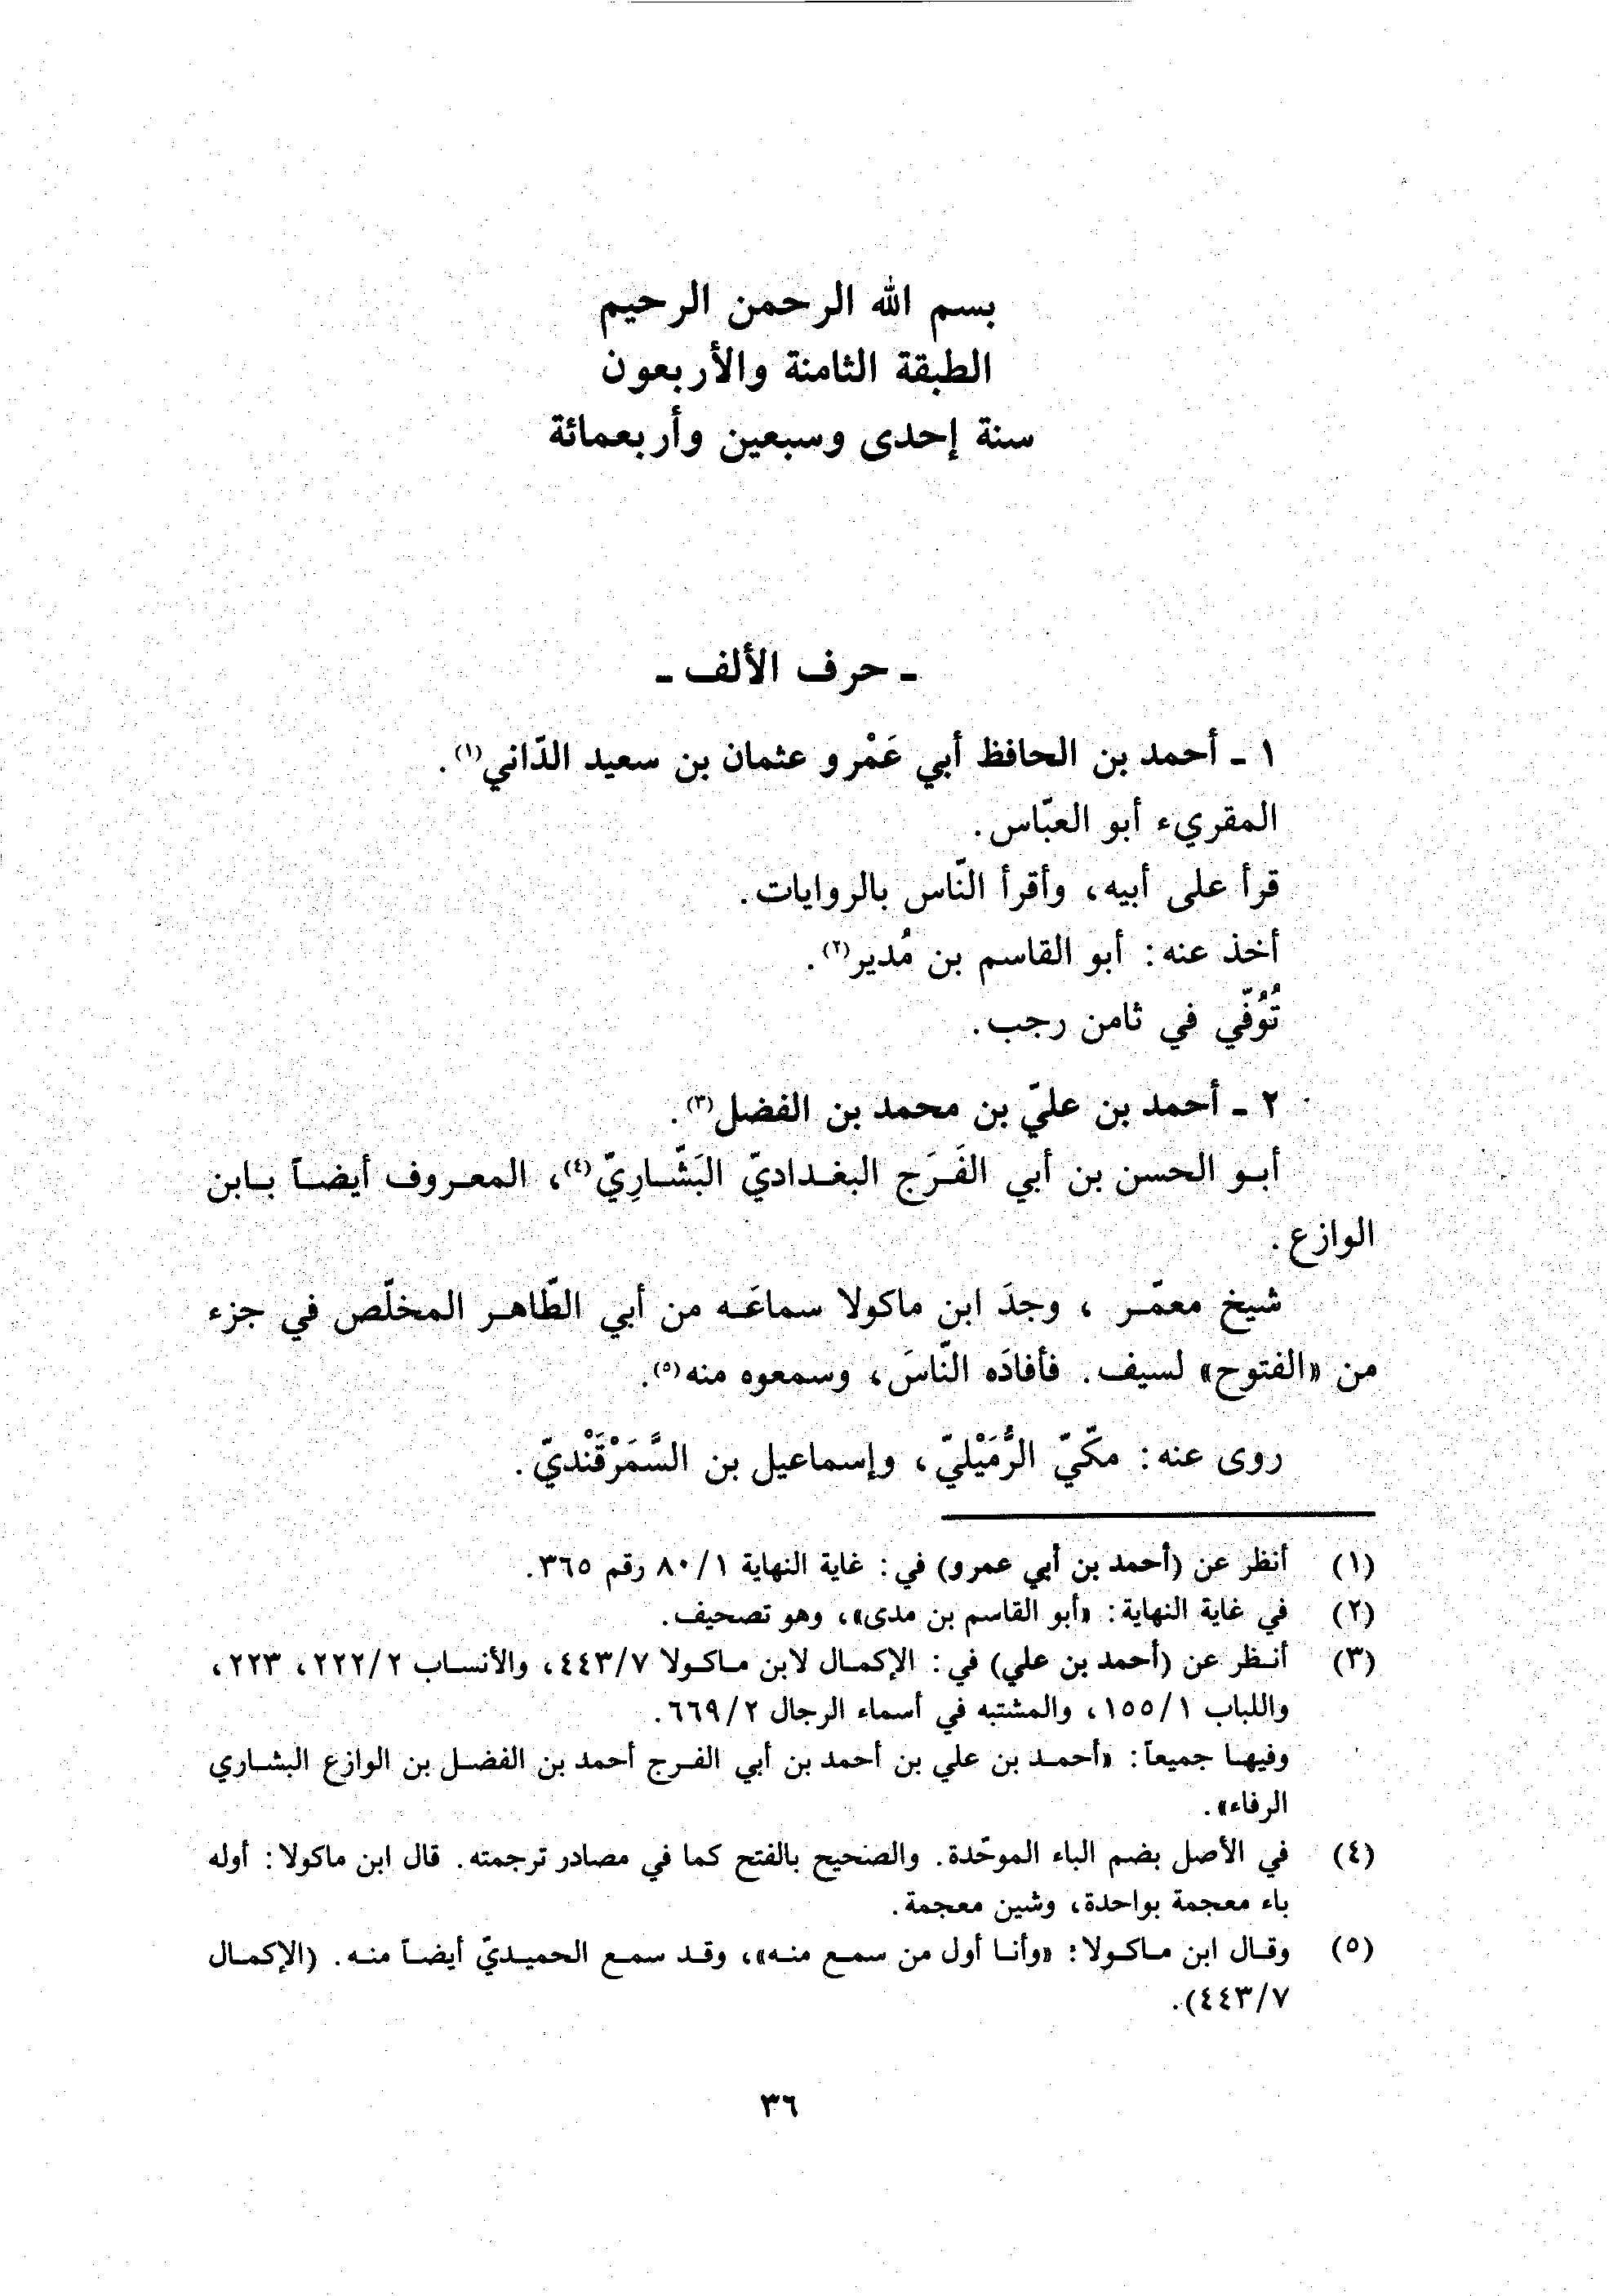 بسم الله الرحمن الرحيم
الطبقة الثامنة والأربعون
سنة إحدى وسبعين وأربعمائة
ـ حرف الألف ـ
١ ـ أحمد بن الحافظ أبي عَمْرو عثمان بن سعيد الدّاني(١).
المقريء أبو العبّاس.
قرأ على أبيه، وأقرأ النّاس بالروايات.
أخذ عنه: أبو القاسم بن مُدير(٢).
تُوُفّي في ثامن رجب.
٢ ـ أحمد بن عليّ بن محمد بن الفضل(٣).
أبو الحسن بن أبي الفَرَج البغداديّ البَشّارِيّ(٤)، المعروف أيضاً بابن
الوازع.
شيخ معمّر، وجدَ ابن ماكولا سماعَه من أبي الطّاهر المخلّص في جزء
من «الفتوح» لسيف. فأفادَه النّاسَ، وسمعوه منه(٥).
روى عنه: مكّيّ الرُّمَيْليّ، وإسماعيل بن السَّمَرْقَنْديّ.
(١) أنظر عن (أحمد بن أبي عمرو) في: غاية النهاية ٨٠/١ رقم ٣٦٥.
(٢) في غاية النهاية: «أبو القاسم بن مدى»، وهو تصحيف.
(٣) أنظر عن (أحمد بن علي) في: الإكمال لابن ماكولا ٤٤٣/٧، والأنساب ٢٢٢/٢، ٢٢٣،
واللباب ١٥٥/١، والمشتبه في أسماء الرجال ٦٦٩/٢.
وفيها جميعاً: «أحمد بن علي بن أحمد بن أبي الفرج أحمد بن الفضل بن الوازع البشاري
الرفاء».
(٤) في الأصل بضم الباء الموحّدة. والصحيح بالفتح كما في مصادر ترجمته. قال ابن ماكولا: أوله
باء معجمة بواحدة، وشين معجمة.
(٥) وقال ابن ماكولا: «وأنا أول من سمع منه»، وقد سمع الحميديّ أيضاً منه. (الإكمال
٤٤٣/٧).
٣٦